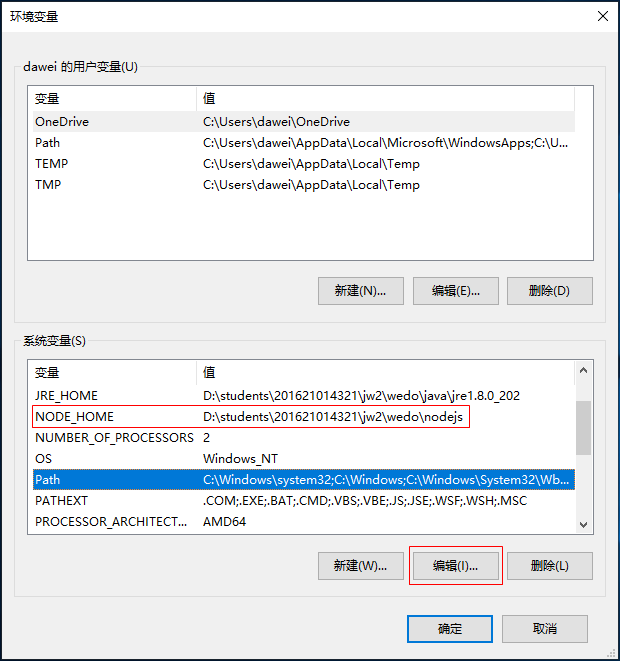 环境变量
dawei 的用户变量(U)
变量 值
OneDrive C:\Users\dawei\OneDrive
Path C:\Users\dawei\AppData\Local\Microsoft\WindowsApps;C:\U...
TEMP C:\Users\dawei\AppData\Local\Temp
TMP C:\Users\dawei\AppData\Local\Temp
新建(N)... 编辑(E)... 删除(D)
系统变量(S)
变量 值
JRE_HOME D:\students\201621014321\jw2\wedo\java\jre1.8.0_202
NODE_HOME D:\students\201621014321\jw2\wedo\nodejs
NUMBER_OF_PROCESSORS 2
OS Windows_NT
Path C:\Windows\system32;C:\Windows;C:\Windows\System32\Wb...
PATHEXT .COM;.EXE;.BAT;.CMD;.VBS;.VBE;.JS;.JSE;.WSF;.WSH;.MSC
PROCESSOR_ARCHITECT... AMD64
新建(W)... 编辑(I)... 删除(L)
确定 取消